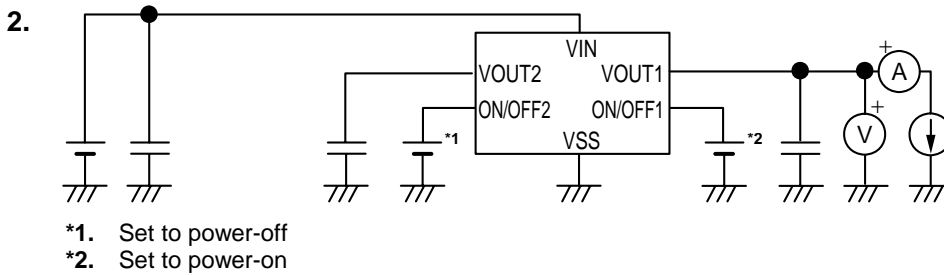 2.
VIN
VOUT2 VOUT1
ON/OFF2 ON/OFF1
*1 *2
VSS
+
A
+
V
*1. Set to power-off
*2. Set to power-on